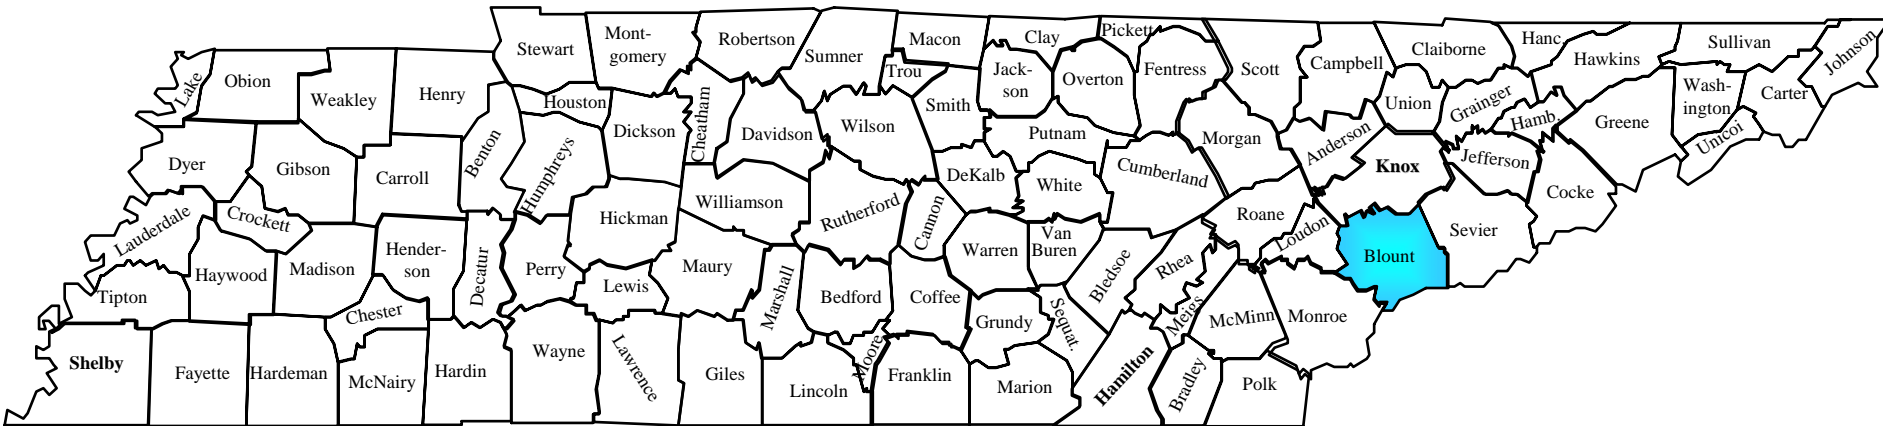 Stewart
Mont-
gomery
Robertson
Sumner
Macon
Clay
Pickett
Trou
Jack-
son
Overton
Fentress
Scott
Campbell
Claiborne
Hanc.
Hawkins
Sullivan
Johnson
Lake
Obion
Weakley
Henry
Houston
Dickson
Cheatham
Davidson
Wilson
Smith
Putnam
Morgan
Anderson
Union
Grainger
Hamb.
Greene
Wash-
ington
Carter
Unicoi
Dyer
Gibson
Carroll
Benton
Humphreys
Hickman
Williamson
Rutherford
Cannon
DeKalb
White
Cumberland
Roane
Loudon
Knox
Jefferson
Cocke
Sevier
Blount
Lauderdale
Crockett
Haywood
Madison
Hender-
son
Decatur
Perry
Lewis
Maury
Marshall
Bedford
Coffee
Warren
Van
Buren
Bledsoe
Rhea
Meigs
McMinn
Monroe
Tipton
Chester
Grundy
Sequat.
Shelby
Fayette
Hardeman
McNairy
Hardin
Wayne
Lawrence
Giles
Lincoln
Moore
Franklin
Marion
Hamilton
Bradley
Polk